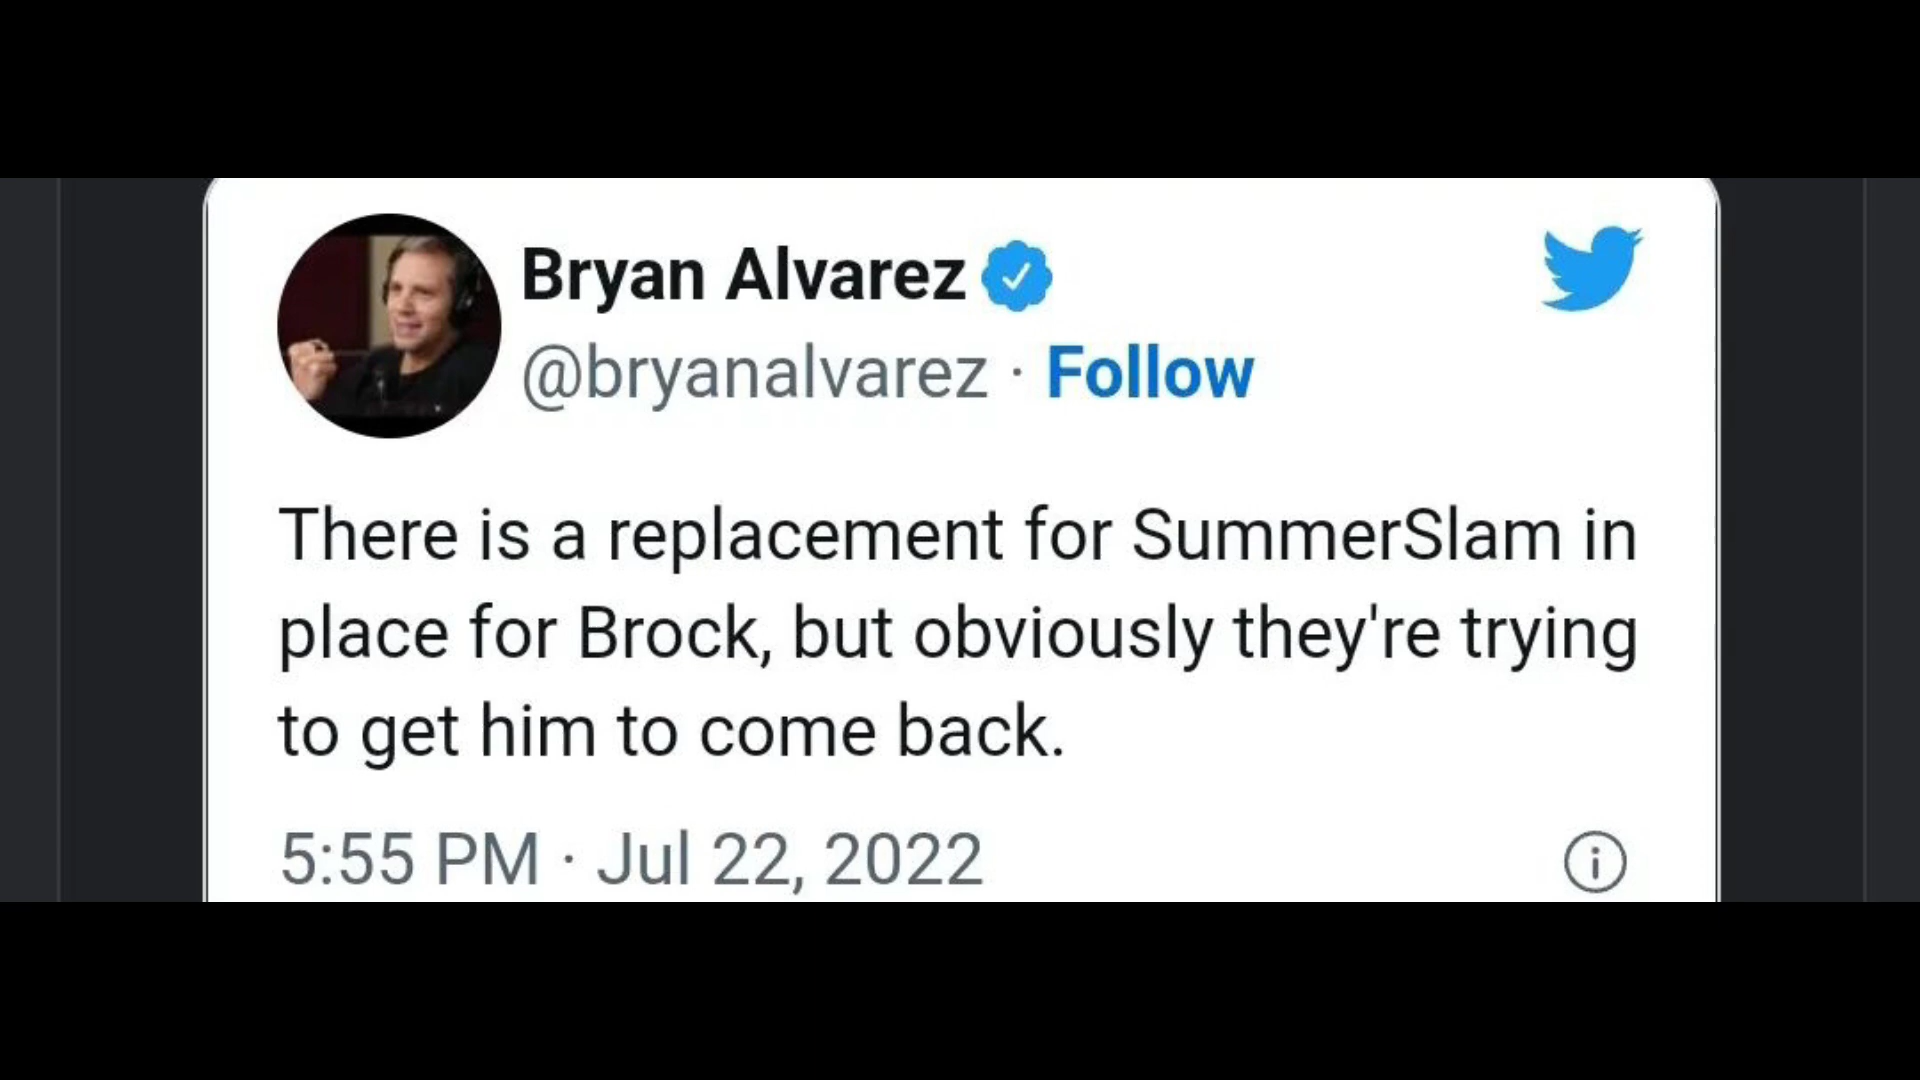 Bryan Alvarez
@bryanalvarez · Follow
There is a replacement for SummerSlam in
place for Brock, but obviously they're trying
to get him to come back.
5:55 PM · Jul 22, 2022